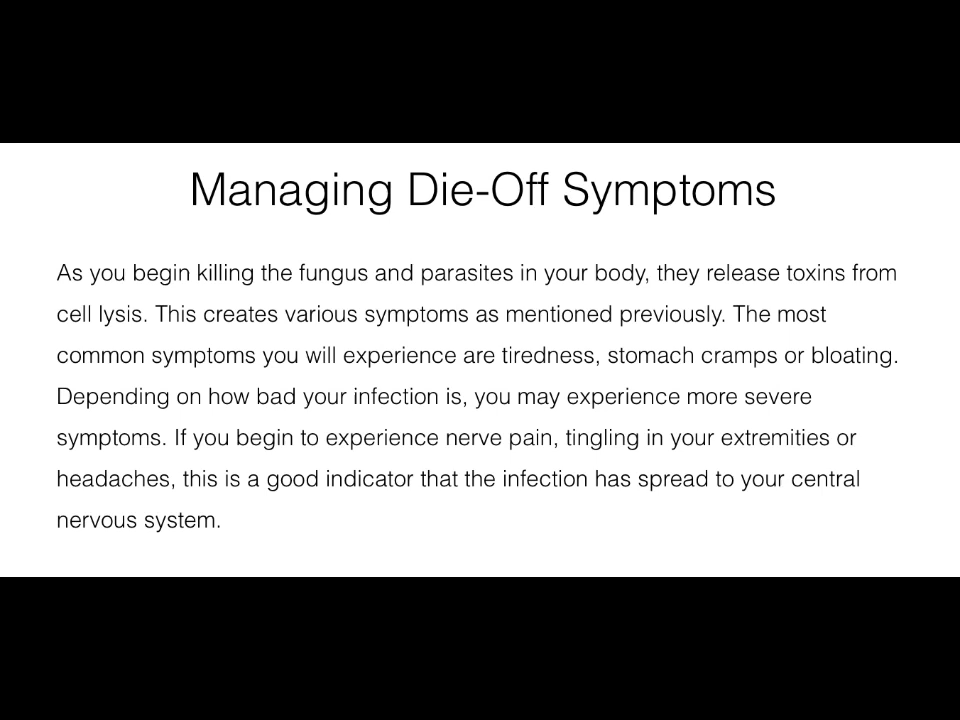 Managing Die-Off Symptoms
As you begin killing the fungus and parasites in your body, they release toxins from
cell lysis. This creates various symptoms as mentioned previously. The most
common symptoms you will experience are tiredness, stomach cramps or bloating.
Depending on how bad your infection is, you may experience more severe
symptoms. If you begin to experience nerve pain, tingling in your extremities or
headaches, this is a good indicator that the infection has spread to your central
nervous system.